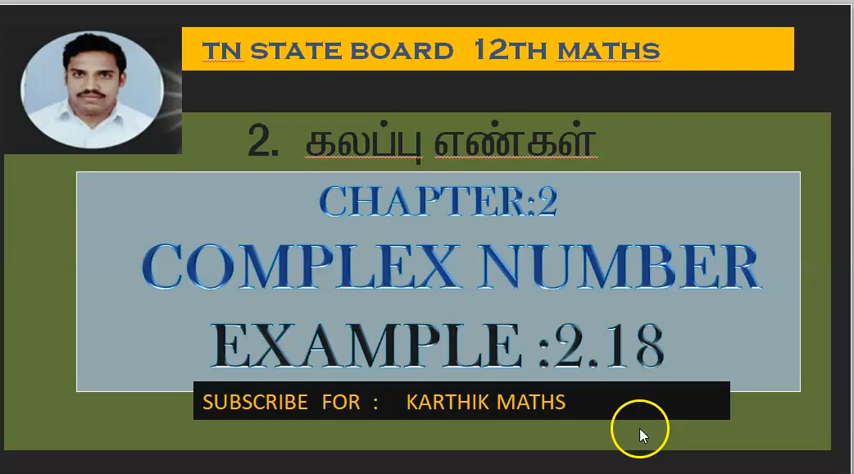 TN STATE BOARD 12TH MATHS
2. கலப்பு எண்கள்
CHAPTER:2
COMPLEX NUMBER
EXAMPLE :2.18
SUBSCRIBE FOR : KARTHIK MATHS